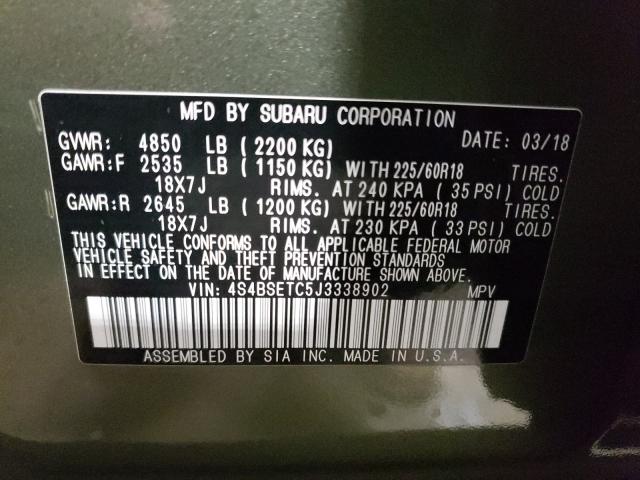 MFD BY SUBARU CORPORATION
GVWR: 4850 LB (2200 KG) DATE: 03/18
GAWR:F 2535 LB (1150 KG) WITH 225/60R18 TIRES.
18X7J RIMS. AT 240 KPA (35 PSI) COLD
GAWR:R 2645 LB (1200 KG) WITH 225/60R18 TIRES.
18X7J RIMS. AT 230 KPA (33 PSI) COLD
THIS VEHICLE CONFORMS TO ALL APPLICABLE FEDERAL MOTOR
VEHICLE SAFETY AND THEFT PREVENTION STANDARDS
IN EFFECT ON THE DATE OF MANUFACTURE SHOWN ABOVE.
VIN: 4S4BSETC5J3338902 MPV
ASSEMBLED BY SIA INC. MADE IN U.S.A.